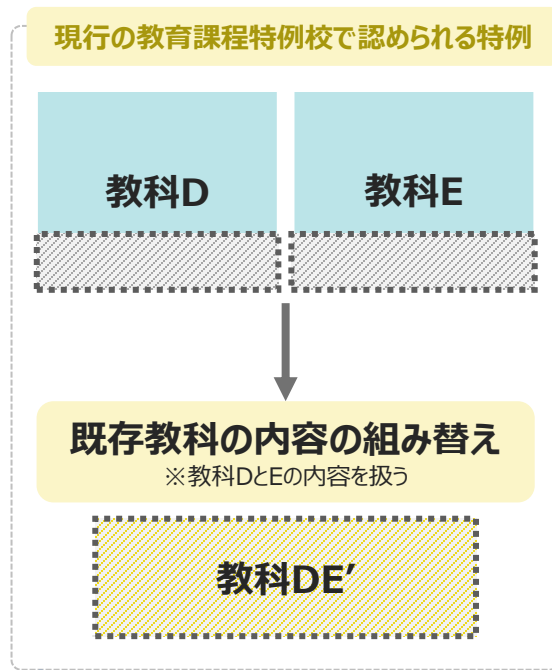 現行の教育課程特例校で認められる特例
教科D 教科E
既存教科の内容の組み替え
※教科DとEの内容を扱う
教科DE′